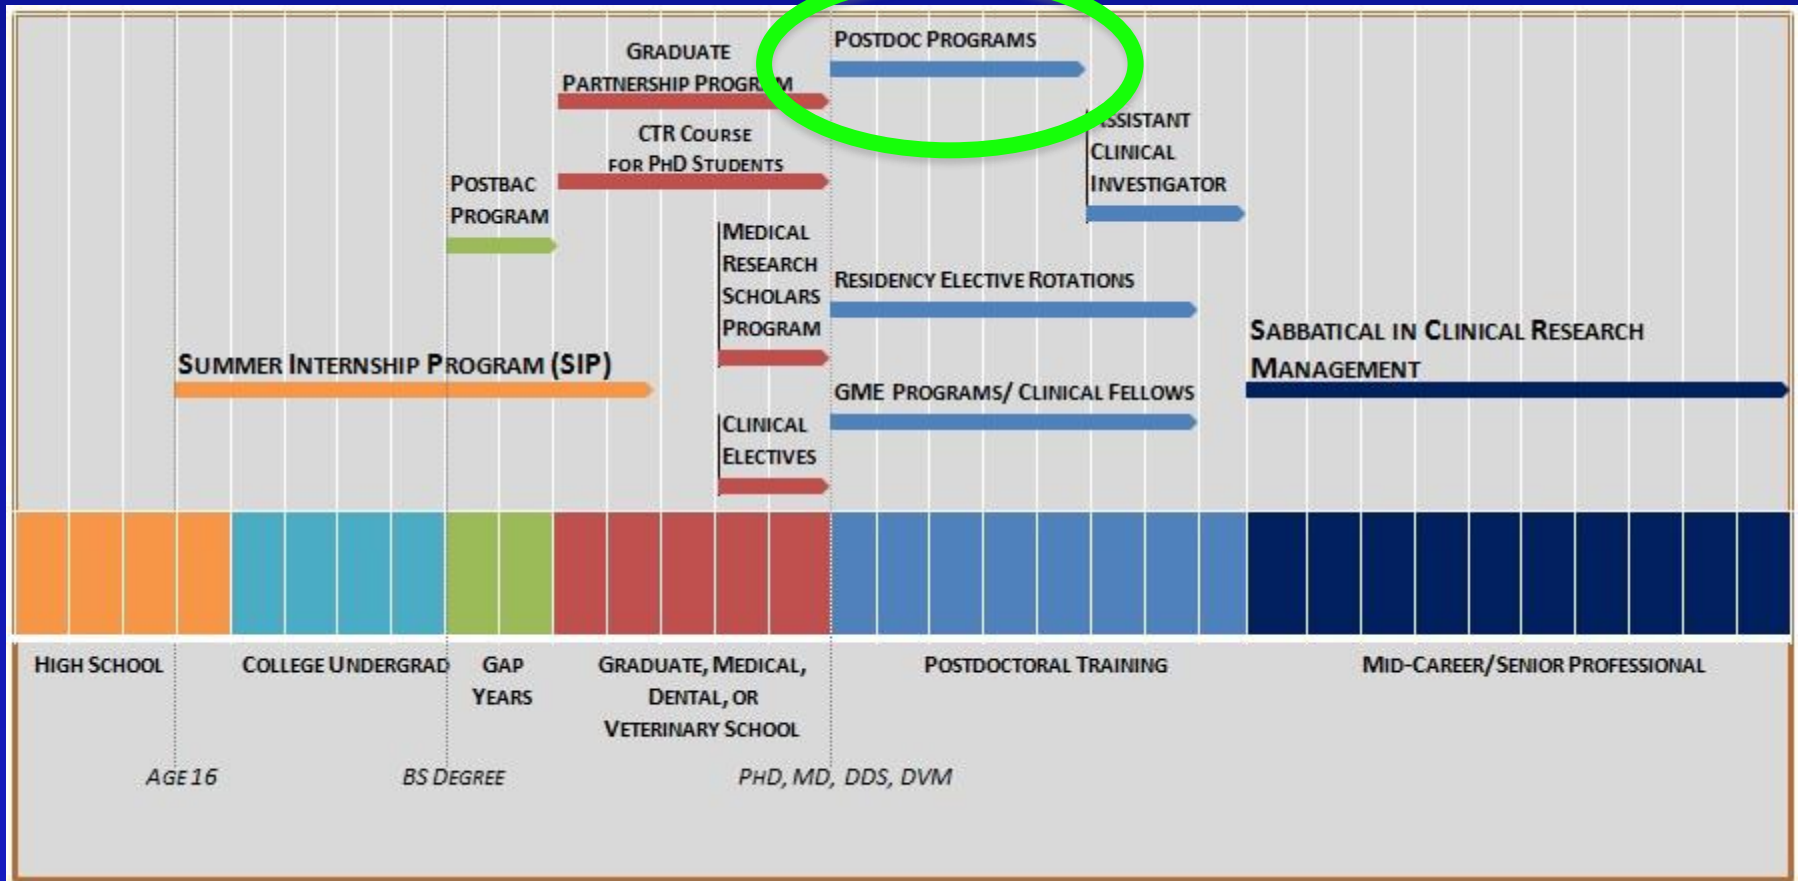 POSTDOC PROGRAMS
GRADUATE
PARTNERSHIP PROGRAM
CTR COURSE
FOR PHD STUDENTS
ASSISTANT
CLINICAL
INVESTIGATOR
POSTBAC
PROGRAM
MEDICAL
RESEARCH
SCHOLARS
PROGRAM
RESIDENCY ELECTIVE ROTATIONS
SABBATICAL IN CLINICAL RESEARCH
MANAGEMENT
SUMMER INTERNSHIP PROGRAM (SIP)
GME PROGRAMS/ CLINICAL FELLOWS
CLINICAL
ELECTIVES
HIGH SCHOOL
COLLEGE UNDERGRAD
GAP
YEARS
GRADUATE, MEDICAL,
DENTAL, OR
VETERINARY SCHOOL
POSTDOCTORAL TRAINING
MID-CAREER/SENIOR PROFESSIONAL
AGE 16
BS DEGREE
PHD, MD, DDS, DVM